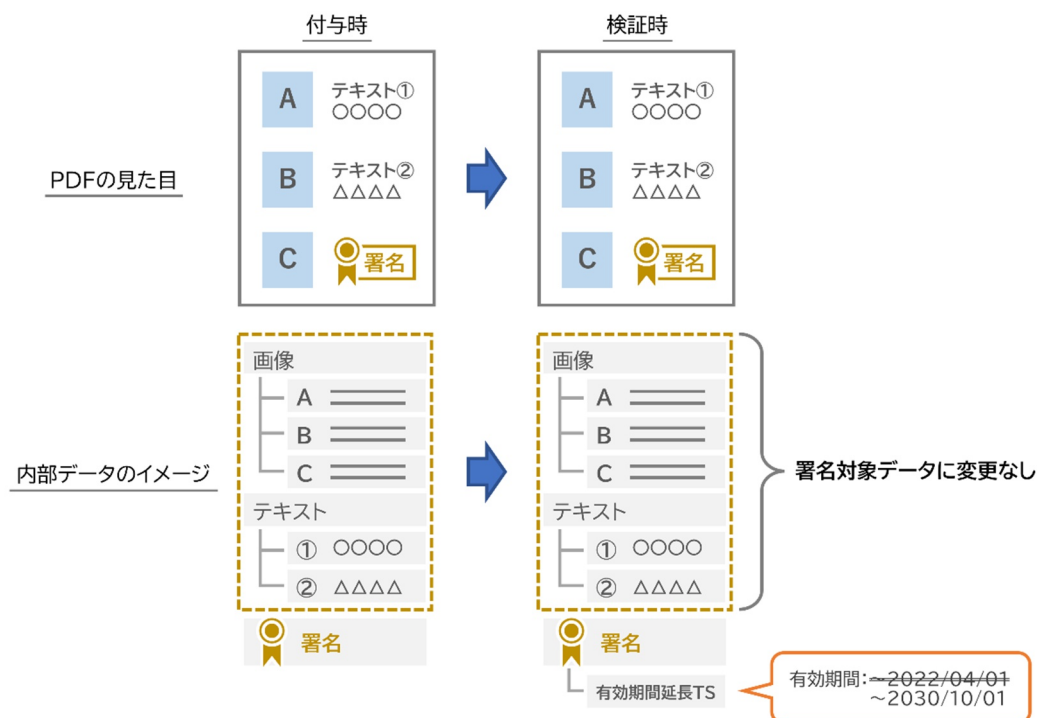 付与時
検証時
PDFの見た目
A テキスト①
〇〇〇〇
B テキスト②
△△△△
C 署名
A テキスト①
〇〇〇〇
B テキスト②
△△△△
C 署名
内部データのイメージ
画像
A
B
C
テキスト
① 〇〇〇〇
② △△△△
署名
画像
A
B
C
テキスト
① 〇〇〇〇
② △△△△
署名
有効期間延長TS
署名対象データに変更なし
有効期間:~2022/04/01
~2030/10/01